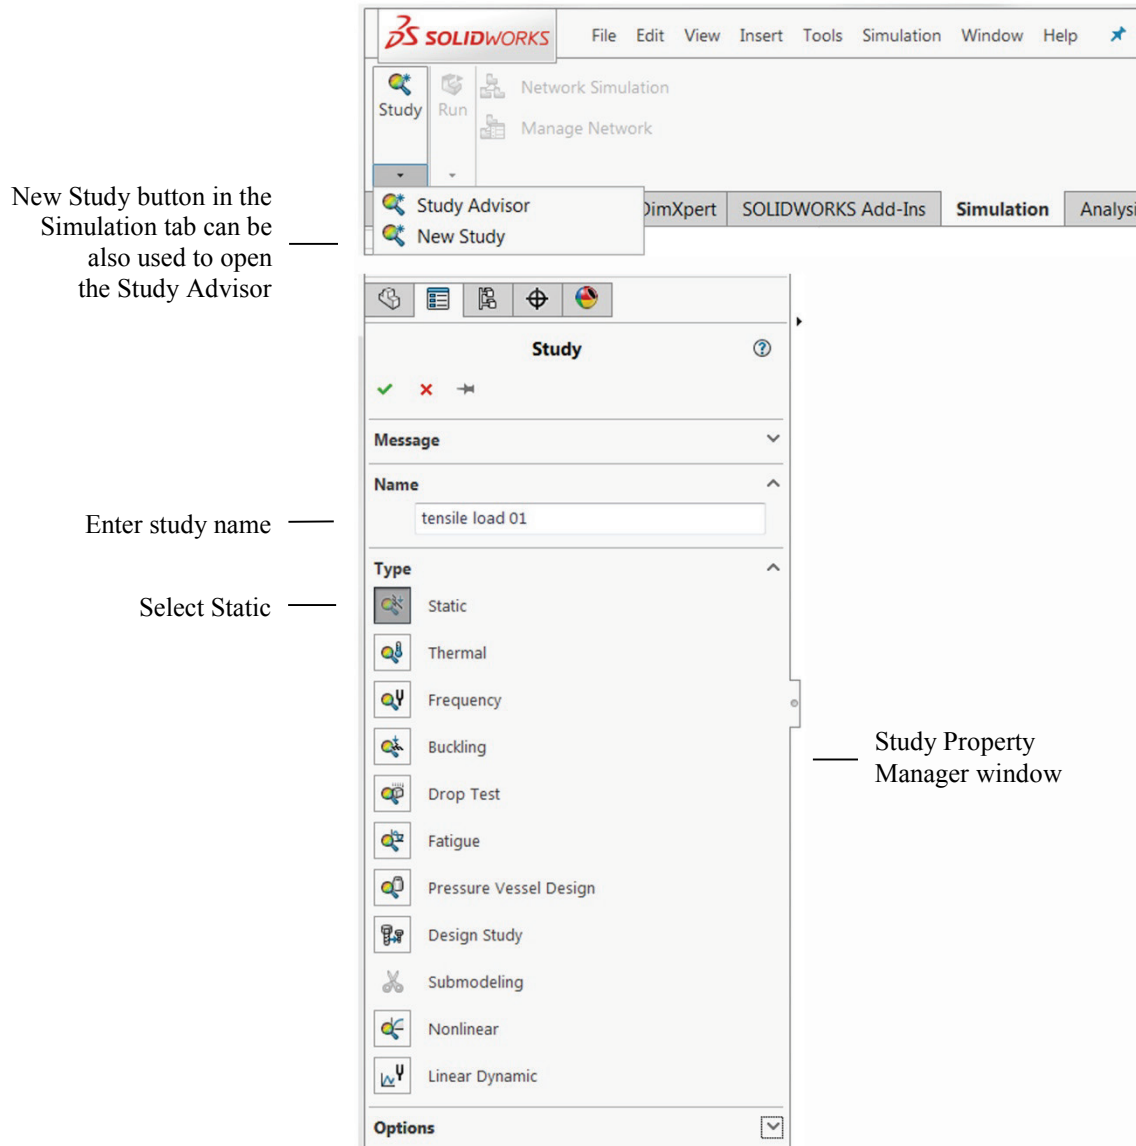 SOLIDWORKS File Edit View Insert Tools Simulation Window Help
Study Run Network Simulation
Manage Network
Study Advisor
New Study
DimXpert SOLIDWORKS Add-Ins Simulation Analysi
New Study button in the
Simulation tab can be
also used to open
the Study Advisor
Study
Message
Name
tensile load 01
Enter study name
Type
Select Static
Static
Thermal
Frequency
Buckling
Drop Test
Fatigue
Pressure Vessel Design
Design Study
Submodeling
Nonlinear
Linear Dynamic
Options
Study Property
Manager window